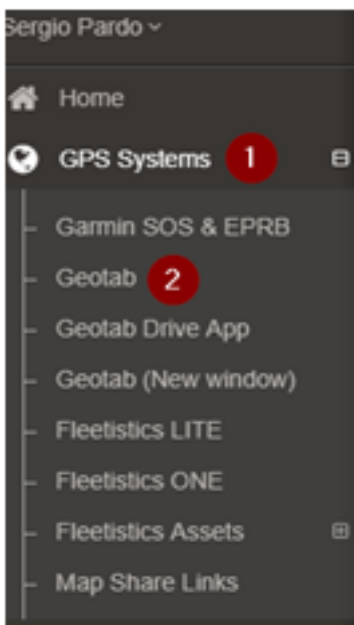 Sergio Pardo
Home
GPS Systems 1
Garmin SOS & EPRB
Geotab 2
Geotab Drive App
Geotab (New window)
Fleetistics LITE
Fleetistics ONE
Fleetistics Assets
Map Share Links